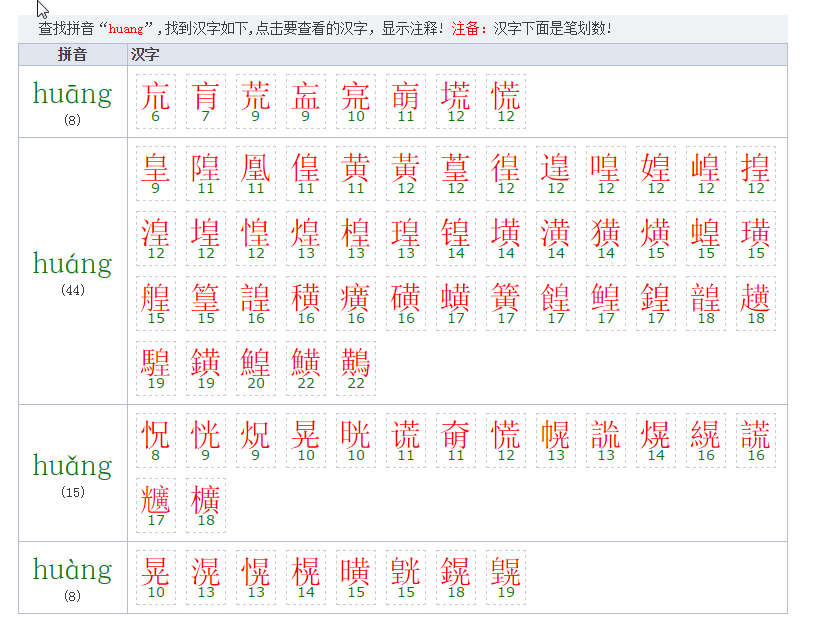 查找拼音“huang”,找到汉字如下,点击要查看的汉字, 显示注释! 注备: 汉字下面是笔划数!
拼音 汉字
huāng
(8)
巟 肓 荒 衁 㡃 朚 塃 慌
6 7 9 9 10 11 12 12
huáng
(44)
皇 隍 凰 偟 黄 黃 葟 徨 遑 喤 媓 崲 揘
9 11 11 11 11 12 12 12 12 12 12 12 12
湟 堭 惶 煌 楻 瑝 锽 墴 潢 獚 熿 蝗 璜
12 12 12 13 13 13 14 14 14 14 15 15 15
艎 篁 諻 穔 癀 磺 蟥 簧 餭 鳇 鍠 韹 趪
15 15 16 16 16 16 17 17 17 17 17 18 18
騜 鐄 鰉 鱑 鷬
19 19 20 22 22
huǎng
(15)
怳 恍 炾 晃 晄 谎 奛 慌 幌 詤 熀 縨 謊
8 9 9 10 10 11 11 12 13 13 14 16 16
爌 櫎
17 18
huàng
(8)
晃 滉 愰 榥 曂 皝 鎤 皩
10 13 13 14 15 15 18 19